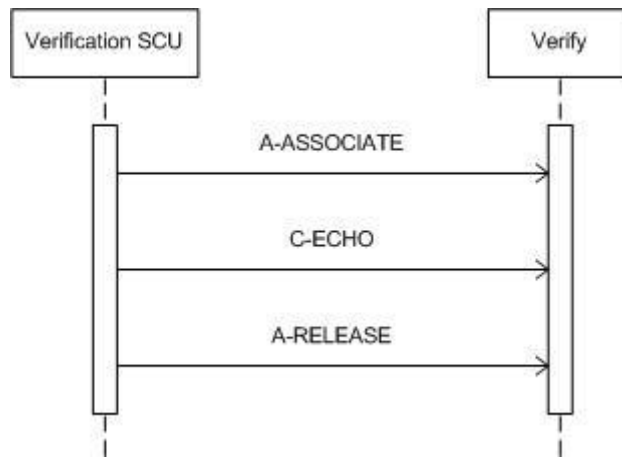 Verification SCU
Verify
A-ASSOCIATE
C-ECHO
A-RELEASE